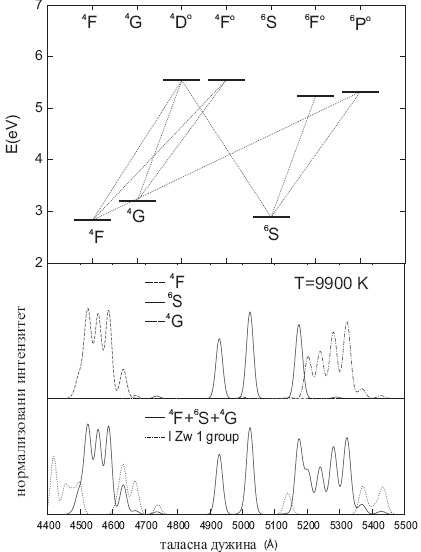 7
6
5
4
3
2
E(eV)
⁴F ⁴G ⁴D° ⁴F° ⁶S ⁶F° ⁶P°
⁴F
⁴G
⁶S
⁴F
⁶S
⁴G
T=9900 K
⁴F+⁶S+⁴G
I Zw 1 group
нормализовани интензитет
4400 4500 4600 4700 4800 4900 5000 5100 5200 5300 5400 5500
таласна дужина (Å)